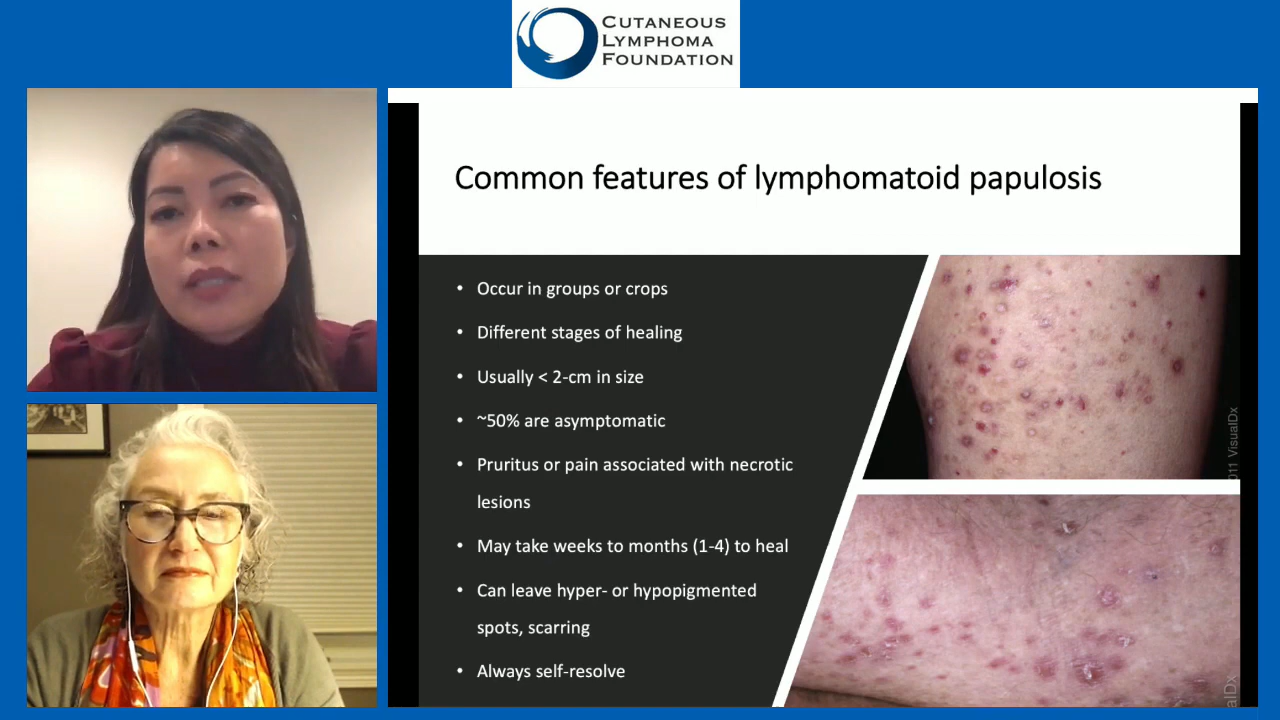 CUTANEOUS
LYMPHOMA
FOUNDATION
Common features of lymphomatoid papulosis
• Occur in groups or crops
• Different stages of healing
• Usually < 2-cm in size
• ~50% are asymptomatic
• Pruritus or pain associated with necrotic
lesions
• May take weeks to months (1-4) to heal
• Can leave hyper- or hypopigmented
spots, scarring
• Always self-resolve
VisualDx